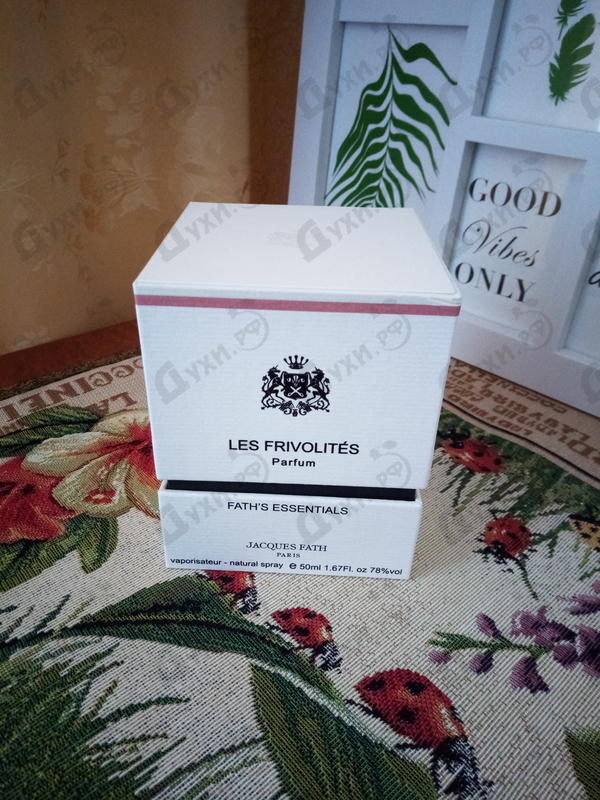 GOOD
Vibes
ONLY
LES FRIVOLITÉS
Parfum
FATH'S ESSENTIALS
JACQUES FATH
PARIS
vaporisateur - natural spray ℮ 50ml 1.67Fl. oz 78%vol
Духи.рф